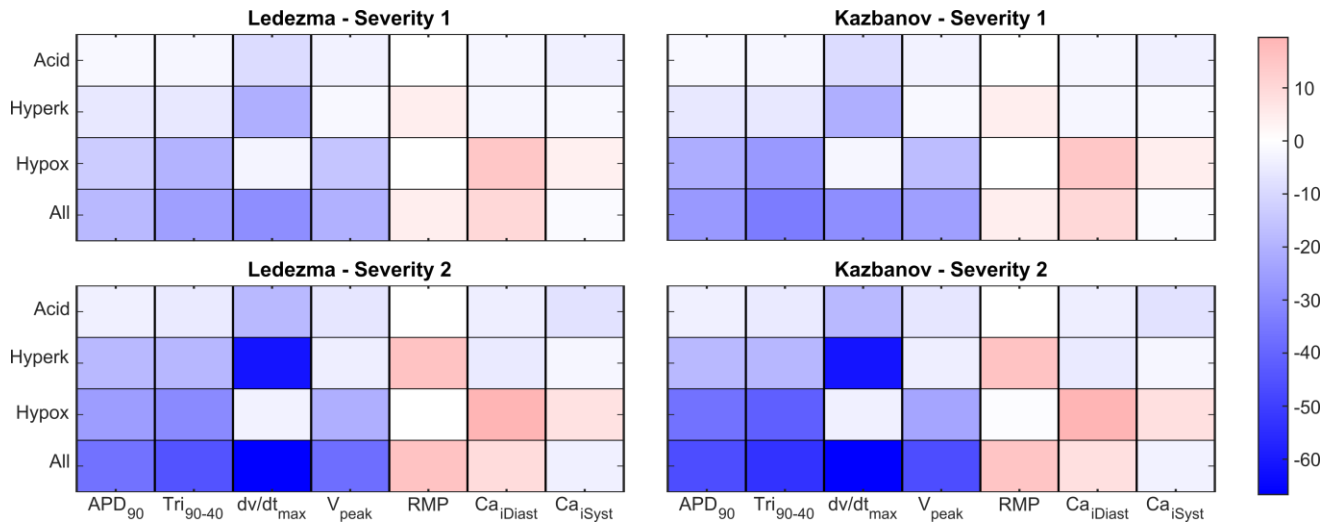 Ledezma - Severity 1
Kazbanov - Severity 1
Acid
Hyperk
Hypox
All
10
0
-10
-20
-30
-40
-50
-60
Ledezma - Severity 2
Kazbanov - Severity 2
Acid
Hyperk
Hypox
All
APD90 Tri90-40 dv/dtmax Vpeak RMP CaiDiast CaiSyst
APD90 Tri90-40 dv/dtmax Vpeak RMP CaiDiast CaiSyst